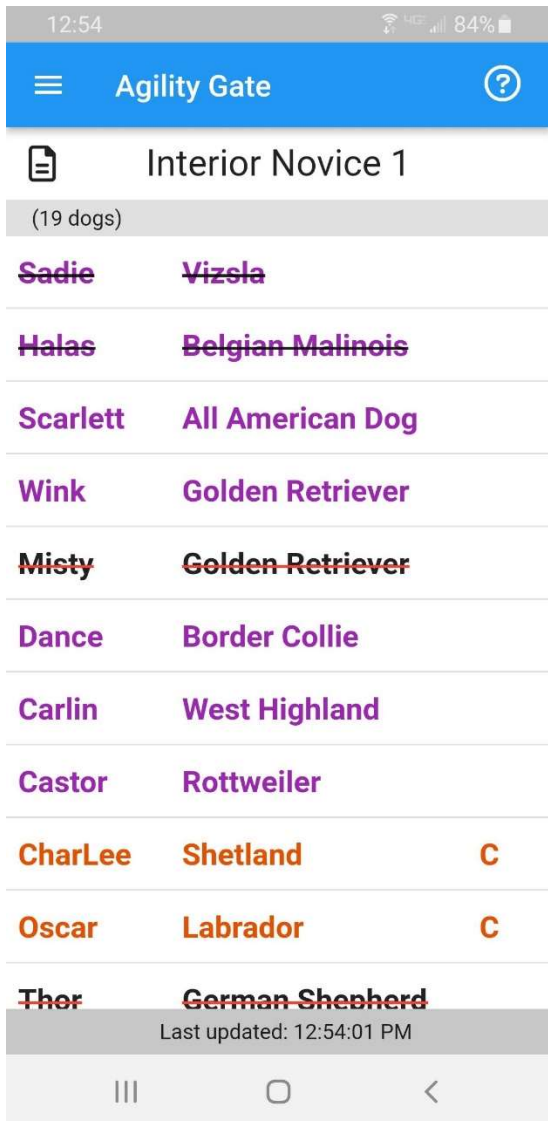 12:54 4GE 84%
Agility Gate ?
Interior Novice 1
(19 dogs)
Sadie Vizsla
Halas Belgian Malinois
Scarlett All American Dog
Wink Golden Retriever
Misty Golden Retriever
Dance Border Collie
Carlin West Highland
Castor Rottweiler
CharLee Shetland C
Oscar Labrador C
Thor German Shepherd
Last updated: 12:54:01 PM